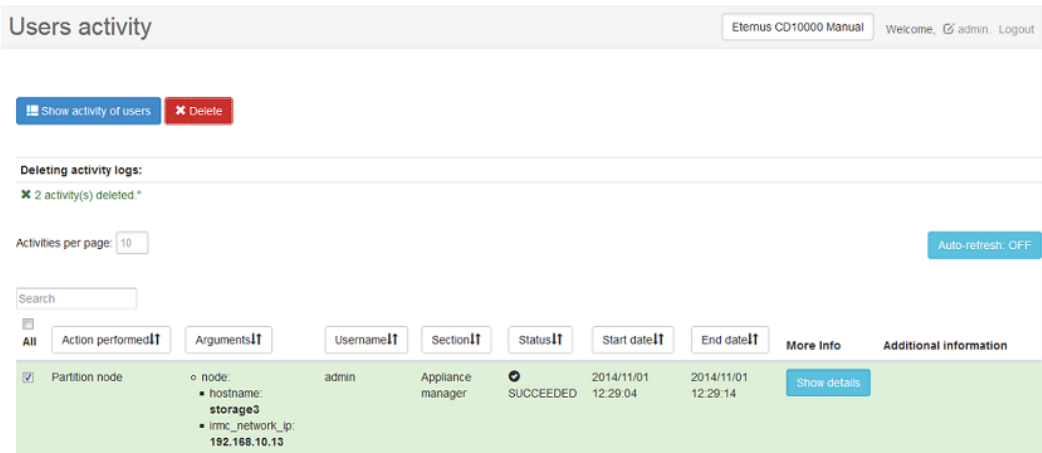 Users activity
Eternus CD10000 Manual
Welcome, admin. Logout
Show activity of users
Delete
Deleting activity logs:
2 activity(s) deleted."
Activities per page: 10
Auto-refresh: OFF
Search
All
Action performed
Arguments
Username
Section
Status
Start date
End date
More Info
Additional information
Partition node
node:
hostname:
storage3
irmc_network_ip:
192.168.10.13
admin
Appliance
manager
SUCCEEDED
2014/11/01
12:29:04
2014/11/01
12:29:14
Show details